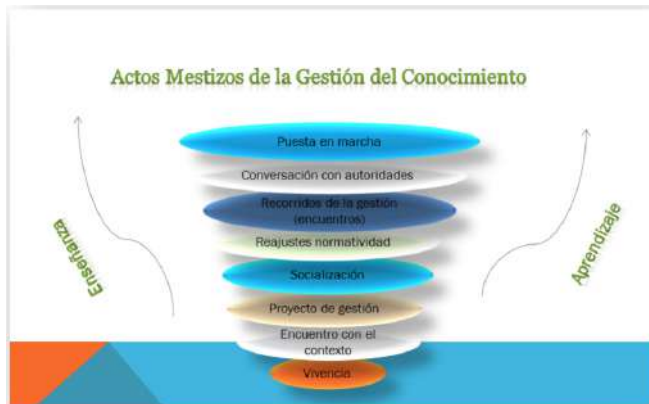 Actos Mestizos de la Gestión del Conocimiento
Puesta en marcha
Conversación con autoridades
Recorridos de la gestión
(encuentros)
Reajustes normatividad
Socialización
Proyecto de gestión
Encuentro con el
contexto
Vivencia
Enseñanza
Aprendizaje